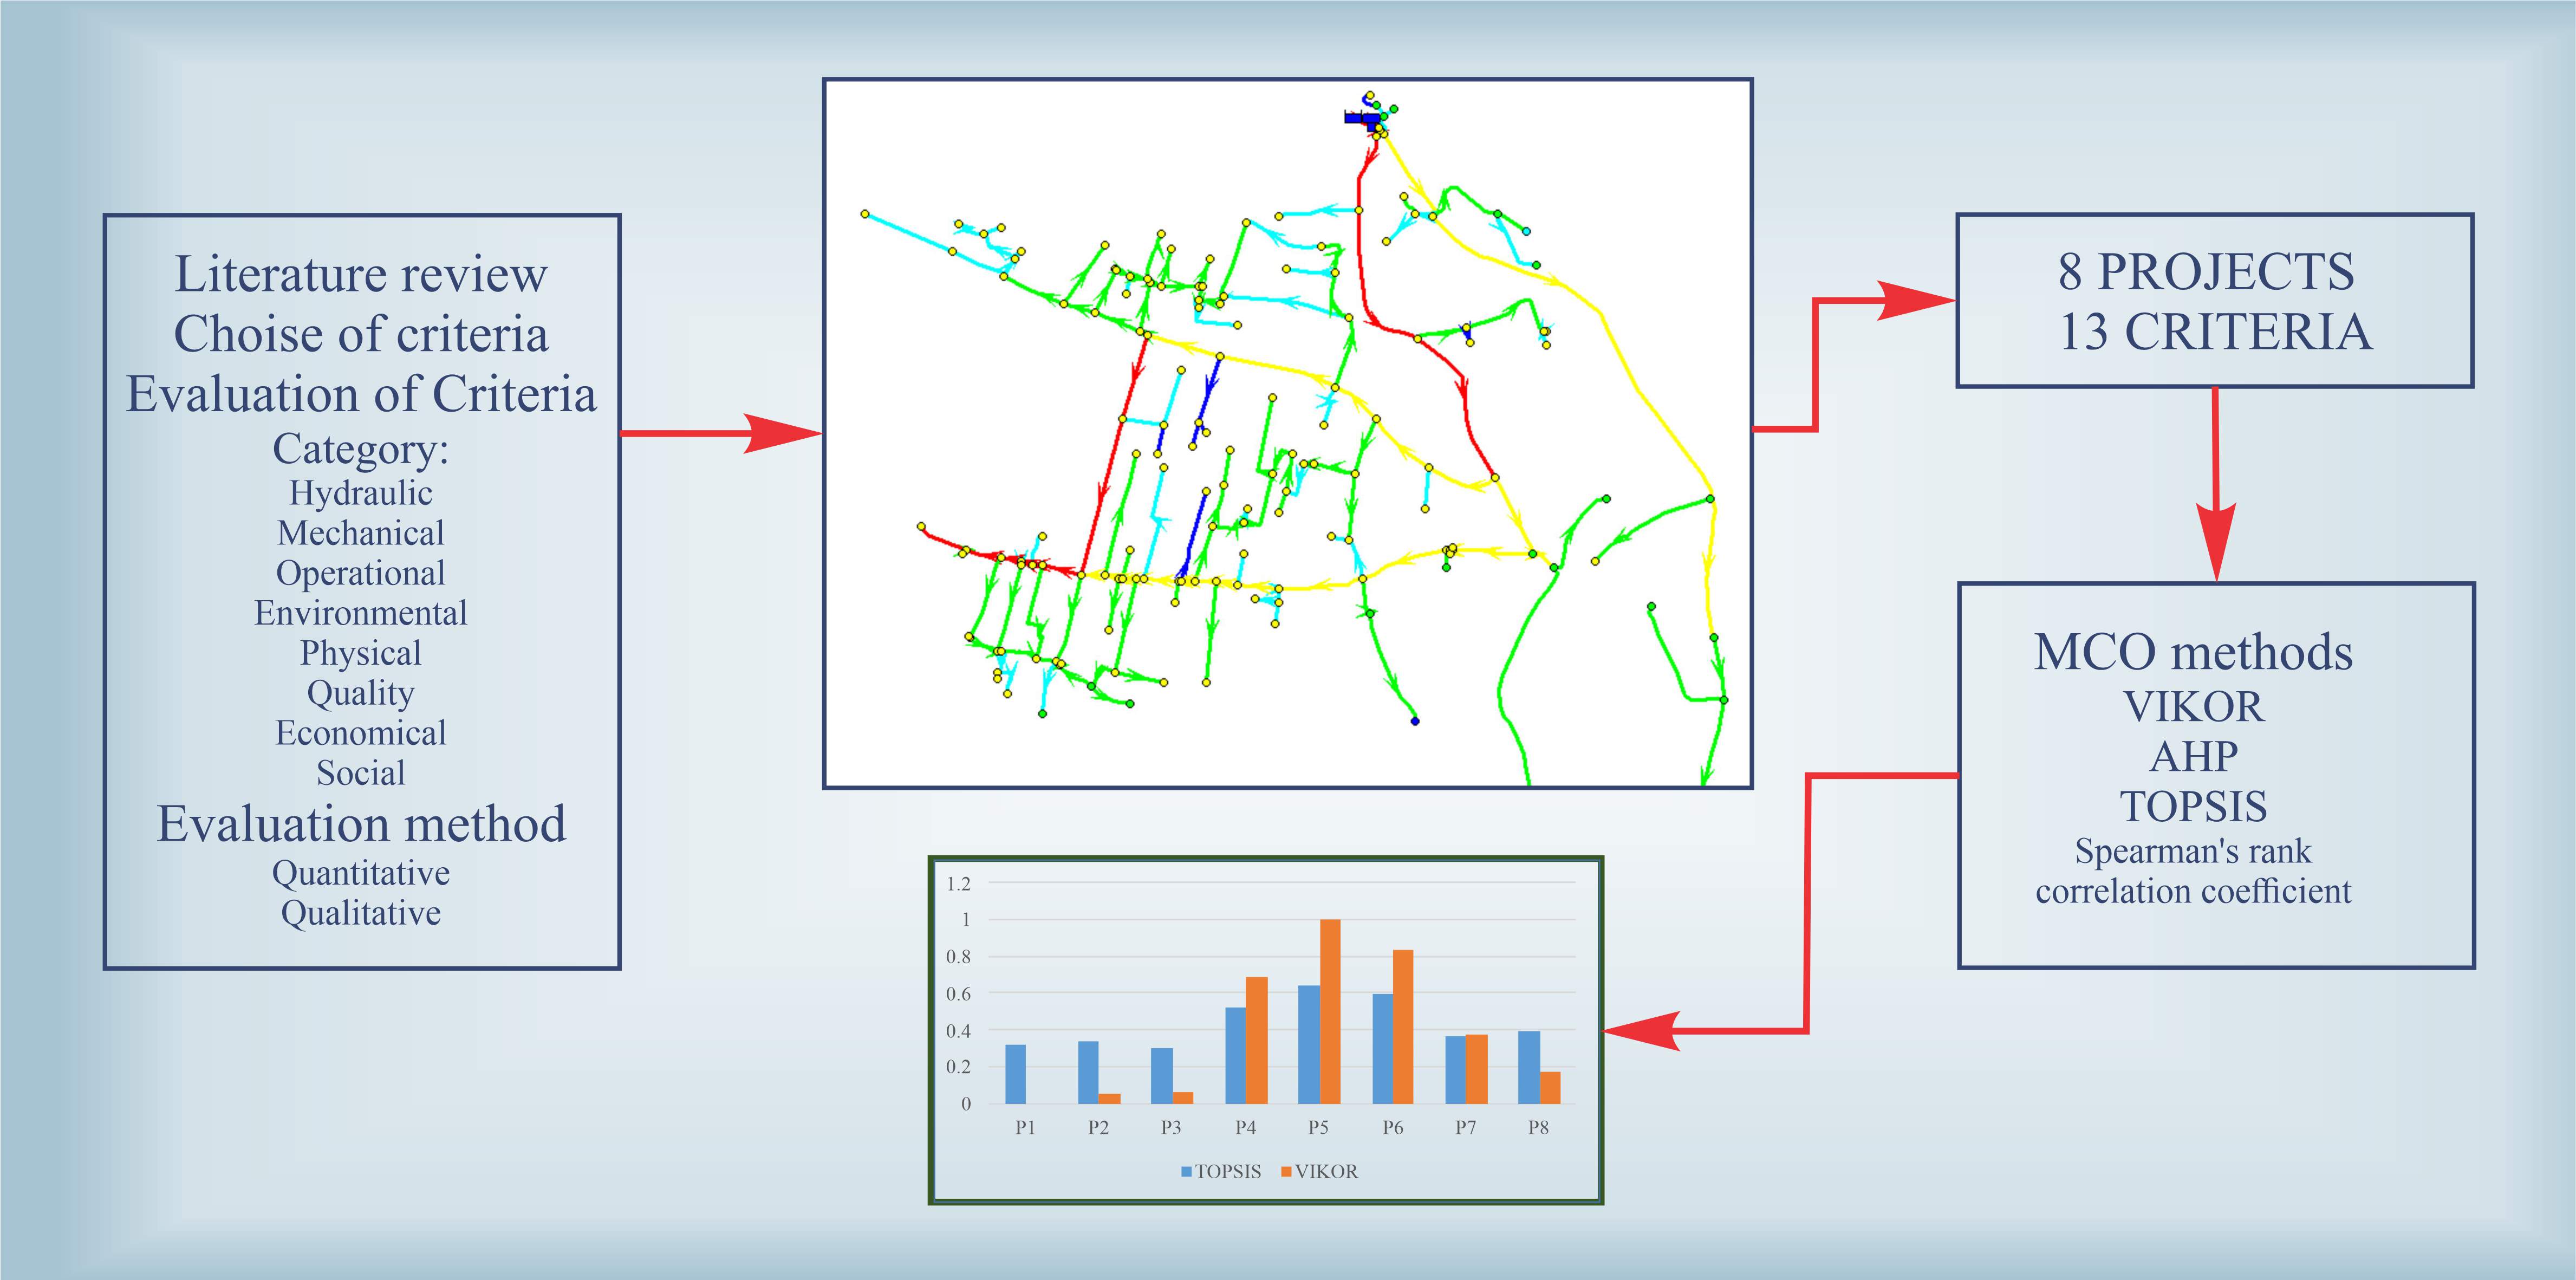 Literature review
Choise of criteria
Evaluation of Criteria
Category:
Hydraulic
Mechanical
Operational
Environmental
Physical
Quality
Economical
Social
Evaluation method
Quantitative
Qualitative
8 PROJECTS
13 CRITERIA
MCO methods
VIKOR
AHP
TOPSIS
Spearman's rank
correlation coefficient
1.2
1
0.8
0.6
0.4
0.2
0
P1 P2 P3 P4 P5 P6 P7 P8
TOPSIS VIKOR